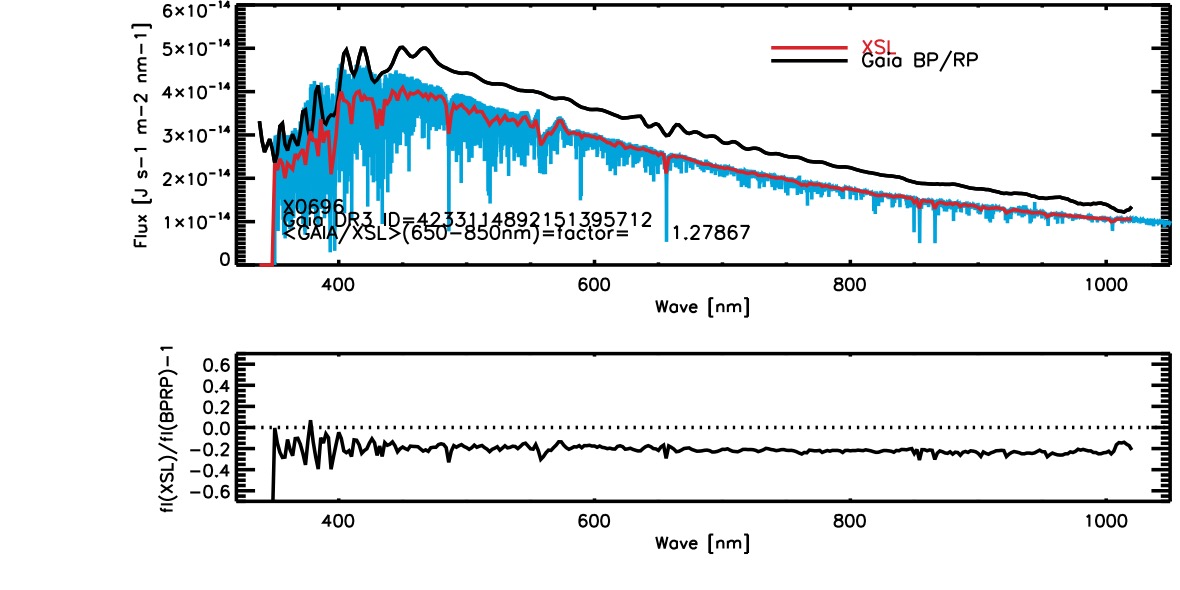 6×10−14
5×10−14
4×10−14
3×10−14
2×10−14
1×10−14
0
Flux [J s−1 m−2 nm−1]
XSL
Gaia BP/RP
X0696
Gaia DR3 ID=4233114892151395712
<GAIA/XSL>(650−850nm)=factor= 1.27867
400 600 800 1000
Wave [nm]
fl(XSL)/fl(BPRP)−1
0.6
0.4
0.2
0.0
−0.2
−0.4
−0.6
400 600 800 1000
Wave [nm]